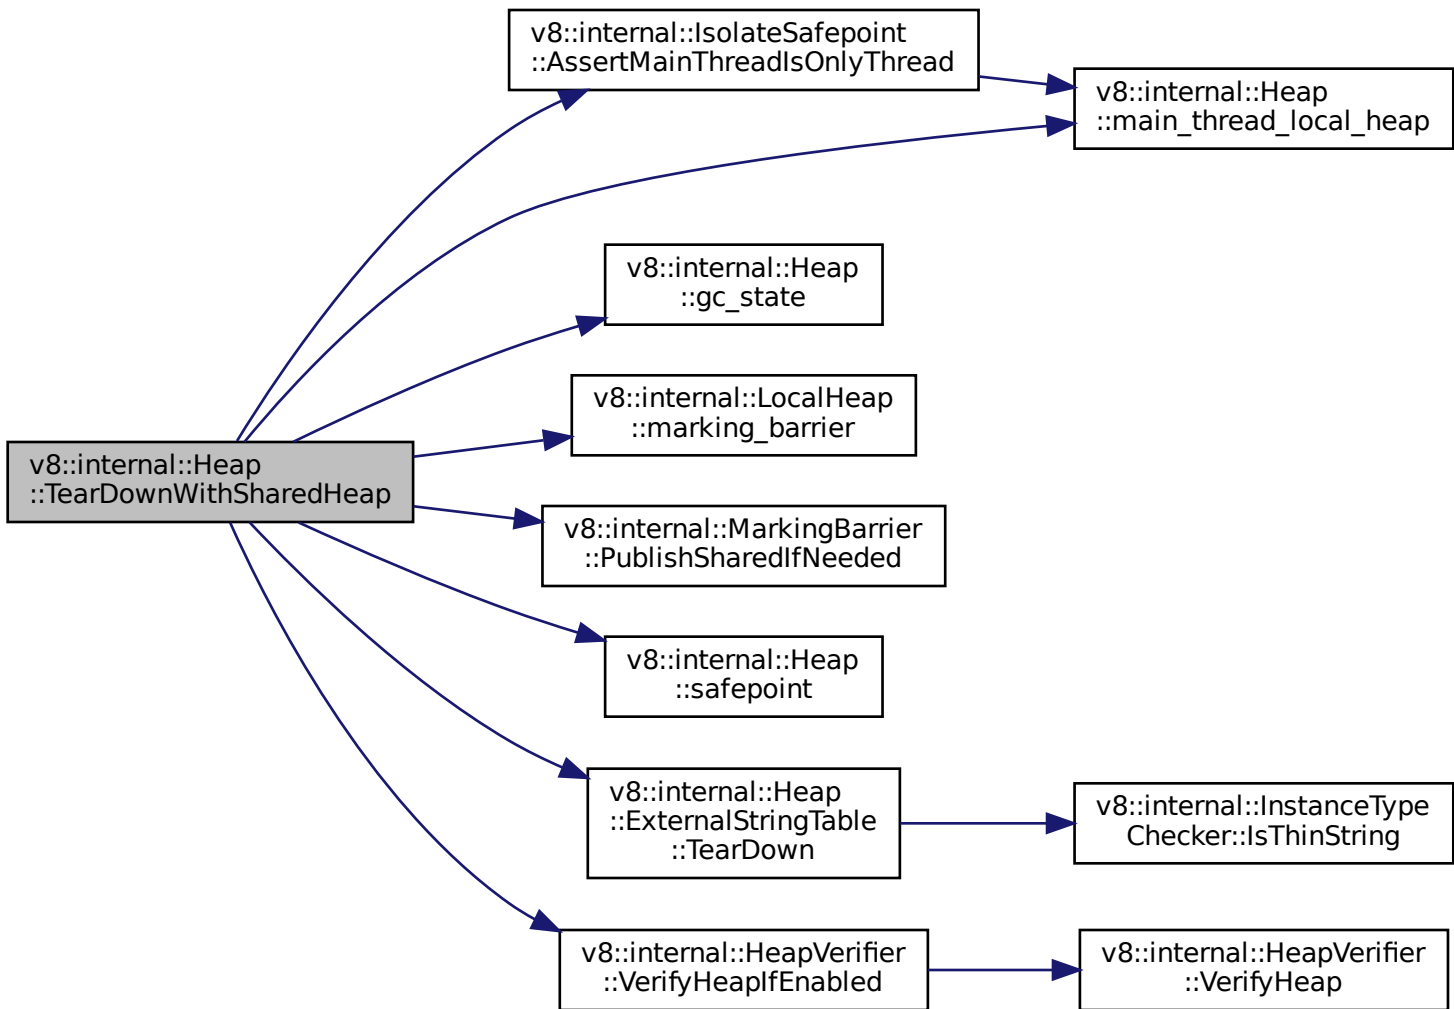 v8::internal::IsolateSafepoint
::AssertMainThreadIsOnlyThread
v8::internal::Heap
::main_thread_local_heap
v8::internal::Heap
::gc_state
v8::internal::LocalHeap
::marking_barrier
v8::internal::Heap
::TearDownWithSharedHeap
v8::internal::MarkingBarrier
::PublishSharedIfNeeded
v8::internal::Heap
::safepoint
v8::internal::Heap
::ExternalStringTable
::TearDown
v8::internal::InstanceType
Checker::IsThinString
v8::internal::HeapVerifier
::VerifyHeapIfEnabled
v8::internal::HeapVerifier
::VerifyHeap